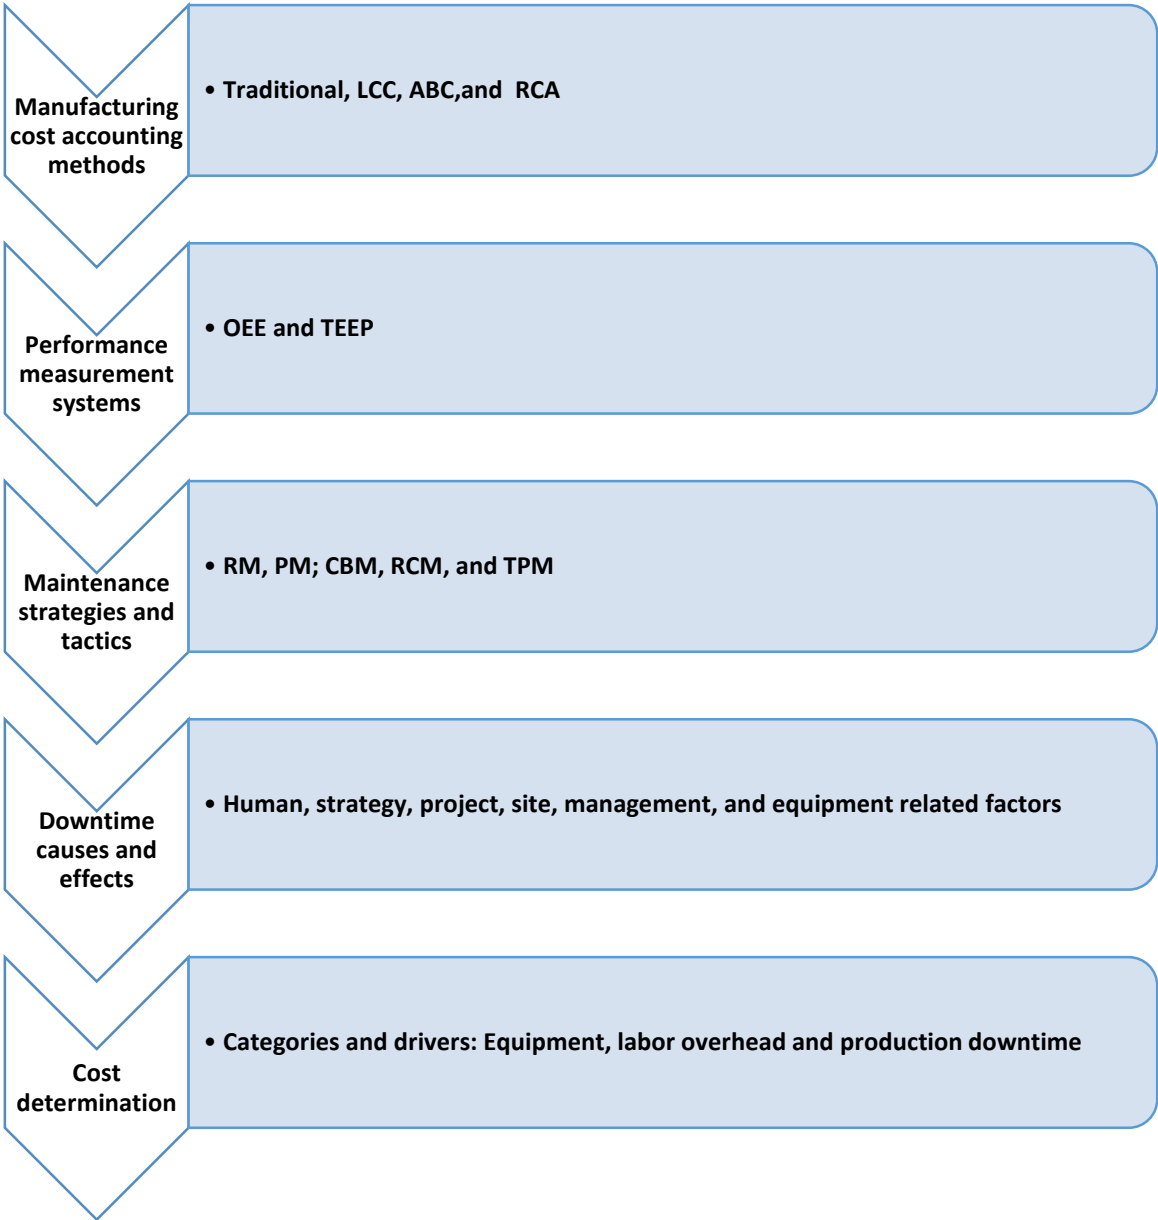 Manufacturing
cost accounting
methods
• Traditional, LCC, ABC,and  RCA
Performance
measurement
systems
• OEE and TEEP
Maintenance
strategies and
tactics
• RM, PM; CBM, RCM, and TPM
Downtime
causes and
effects
• Human, strategy, project, site, management, and equipment related factors
Cost
determination
• Categories and drivers: Equipment, labor overhead and production downtime